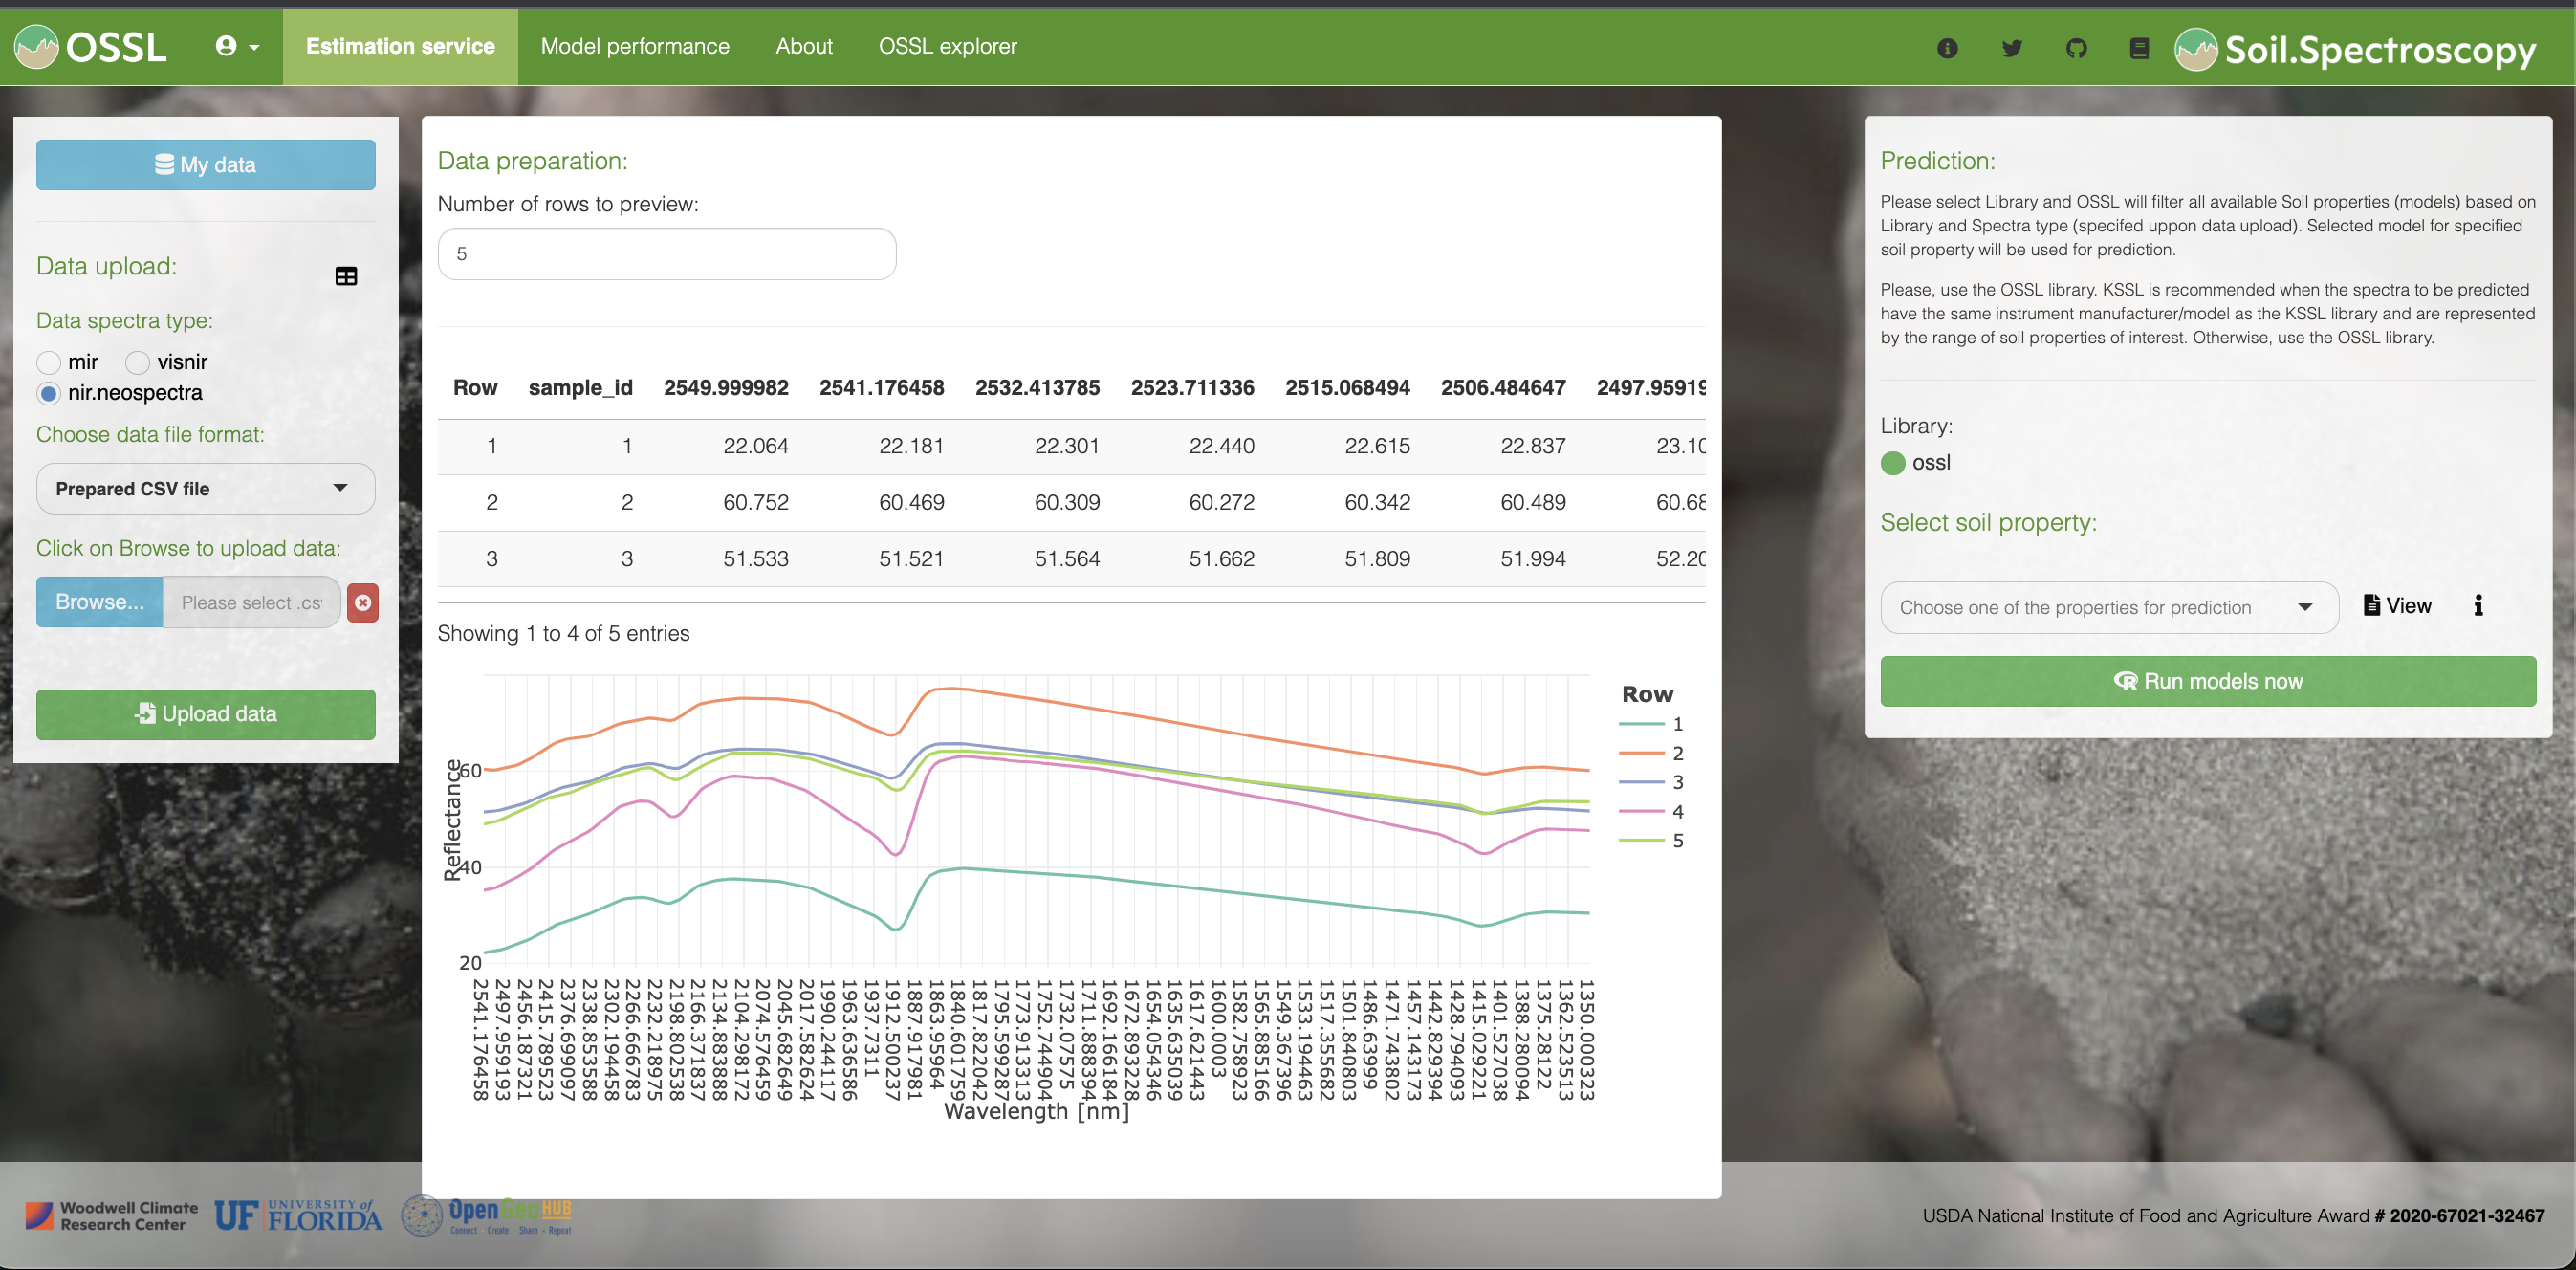 OSSL
Estimation service
Model performance
About
OSSL explorer
Soil.Spectroscopy
My data
Data upload:
Data spectra type:
mir visnir
nir.neospectra
Choose data file format:
Prepared CSV file
Click on Browse to upload data:
Browse... Please select .cs
Upload data
Data preparation:
Number of rows to preview:
5
Row sample_id 2549.999982 2541.176458 2532.413785 2523.711336 2515.068494 2506.484647 2497.95919
1 1 22.064 22.181 22.301 22.440 22.615 22.837 23.10
2 2 60.752 60.469 60.309 60.272 60.342 60.489 60.68
3 3 51.533 51.521 51.564 51.662 51.809 51.994 52.20
Showing 1 to 4 of 5 entries
Reflectance
60
40
20
Row
1
2
3
4
5
2541.176458
2497.959193
2456.187321
2415.789523
2376.699097
2338.853588
2302.194458
2266.666783
2232.218975
2198.802538
2166.371837
2134.883888
2104.298172
2074.576459
2045.682649
2017.582624
1990.244117
1963.636586
1937.7311
1912.500237
1887.917981
1863.95964
1840.601759
1817.822042
1795.599287
1773.913313
1752.744904
1732.07575
1711.888394
1692.166184
1672.893228
1654.054346
1635.635039
1617.621443
1600.0003
1582.758923
1565.885166
1549.367396
1533.194463
1517.355682
1501.840803
1486.63999
1471.743802
1457.143173
1442.829394
1428.794093
1415.029221
1401.527038
1388.280094
1375.28122
1362.523513
1350.000323
Wavelength [nm]
Prediction:
Please select Library and OSSL will filter all available Soil properties (models) based on
Library and Spectra type (specifed uppon data upload). Selected model for specified
soil property will be used for prediction.
Please, use the OSSL library. KSSL is recommended when the spectra to be predicted
have the same instrument manufacturer/model as the KSSL library and are represented
by the range of soil properties of interest. Otherwise, use the OSSL library.
Library:
ossl
Select soil property:
Choose one of the properties for prediction
View
Run models now
Woodwell Climate
Research Center
UF UNIVERSITY of
FLORIDA
OpenGeoHUB
Connect · Create · Share · Repeat
USDA National Institute of Food and Agriculture Award # 2020-67021-32467